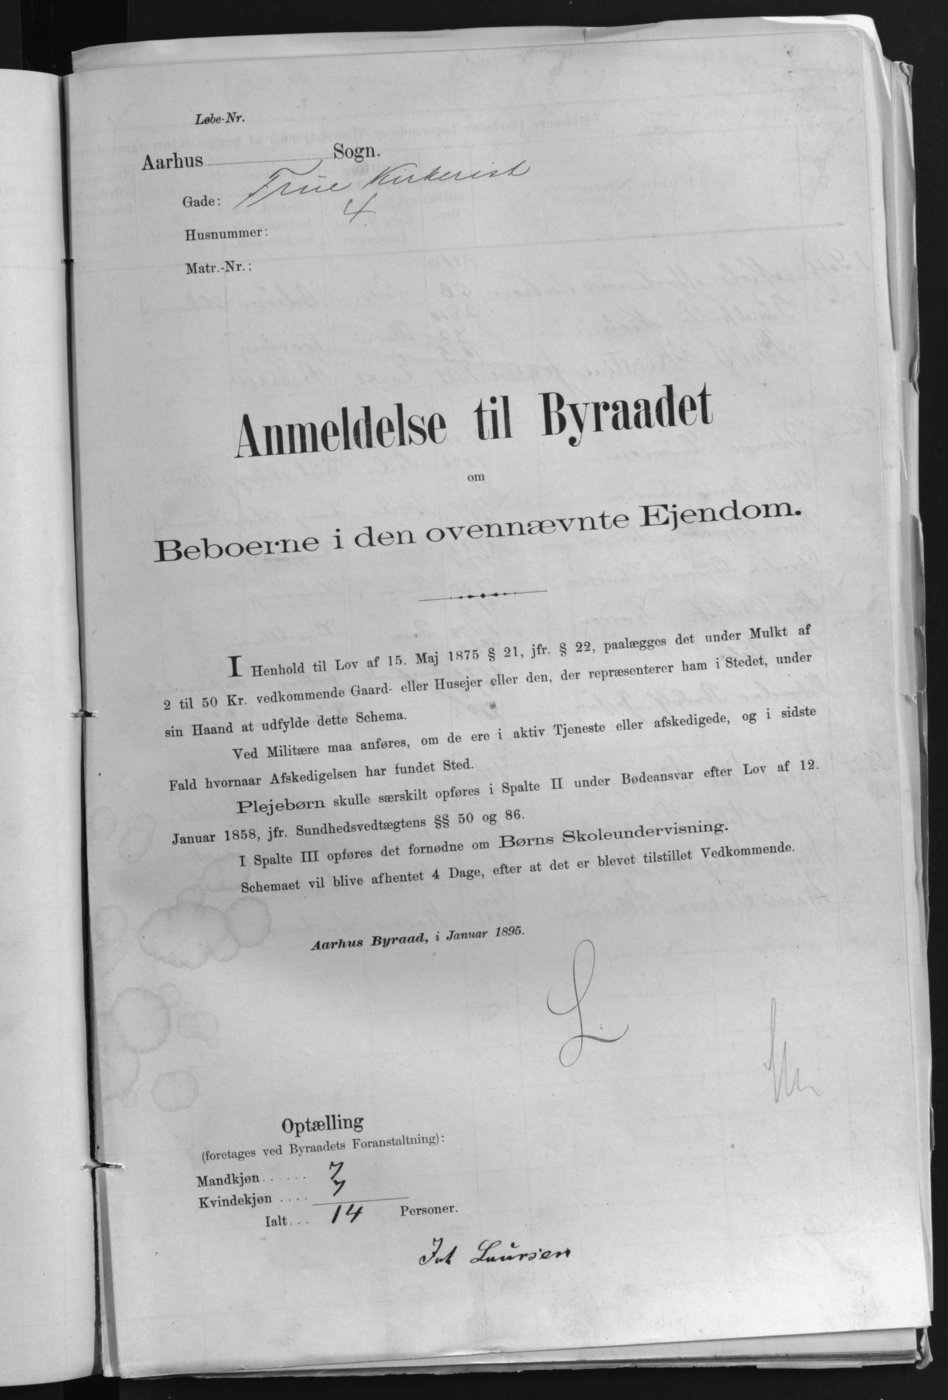 Løbe-Nr.
Aarhus Sogn.
Gade: Frue Kirkerist
4
Husnummer:
Matr.-Nr.:
Anmeldelse til Byraadet
om
Beboerne i den ovennævnte Ejendom.
I Henhold til Lov af 15. Maj 1875 § 21, jfr. § 22, paalægges det under Mulkt af
2 til 50 Kr. vedkommende Gaard- eller Husejer eller den, der repræsenterer ham i Stedet, under
sin Haand at udfylde dette Schema.
Ved Militære maa anføres, om de ere i aktiv Tjeneste eller afskedigede, og i sidste
Fald hvornaar Afskedigelsen har fundet Sted.
Plejebørn skulle særskilt opføres i Spalte II under Bødeansvar efter Lov af 12.
Januar 1858, jfr. Sundhedsvedtægtens §§ 50 og 86.
I Spalte III opføres det fornødne om Børns Skoleundervisning.
Schemaet vil blive afhentet 4 Dage, efter at det er blevet tilstillet Vedkommende.
Aarhus Byraad, i Januar 1895.
L
Optælling
(foretages ved Byraadets Foranstaltning):
Mandkjøn...... 7
Kvindekjøn .... 7
Ialt... 14 Personer.
Laursen